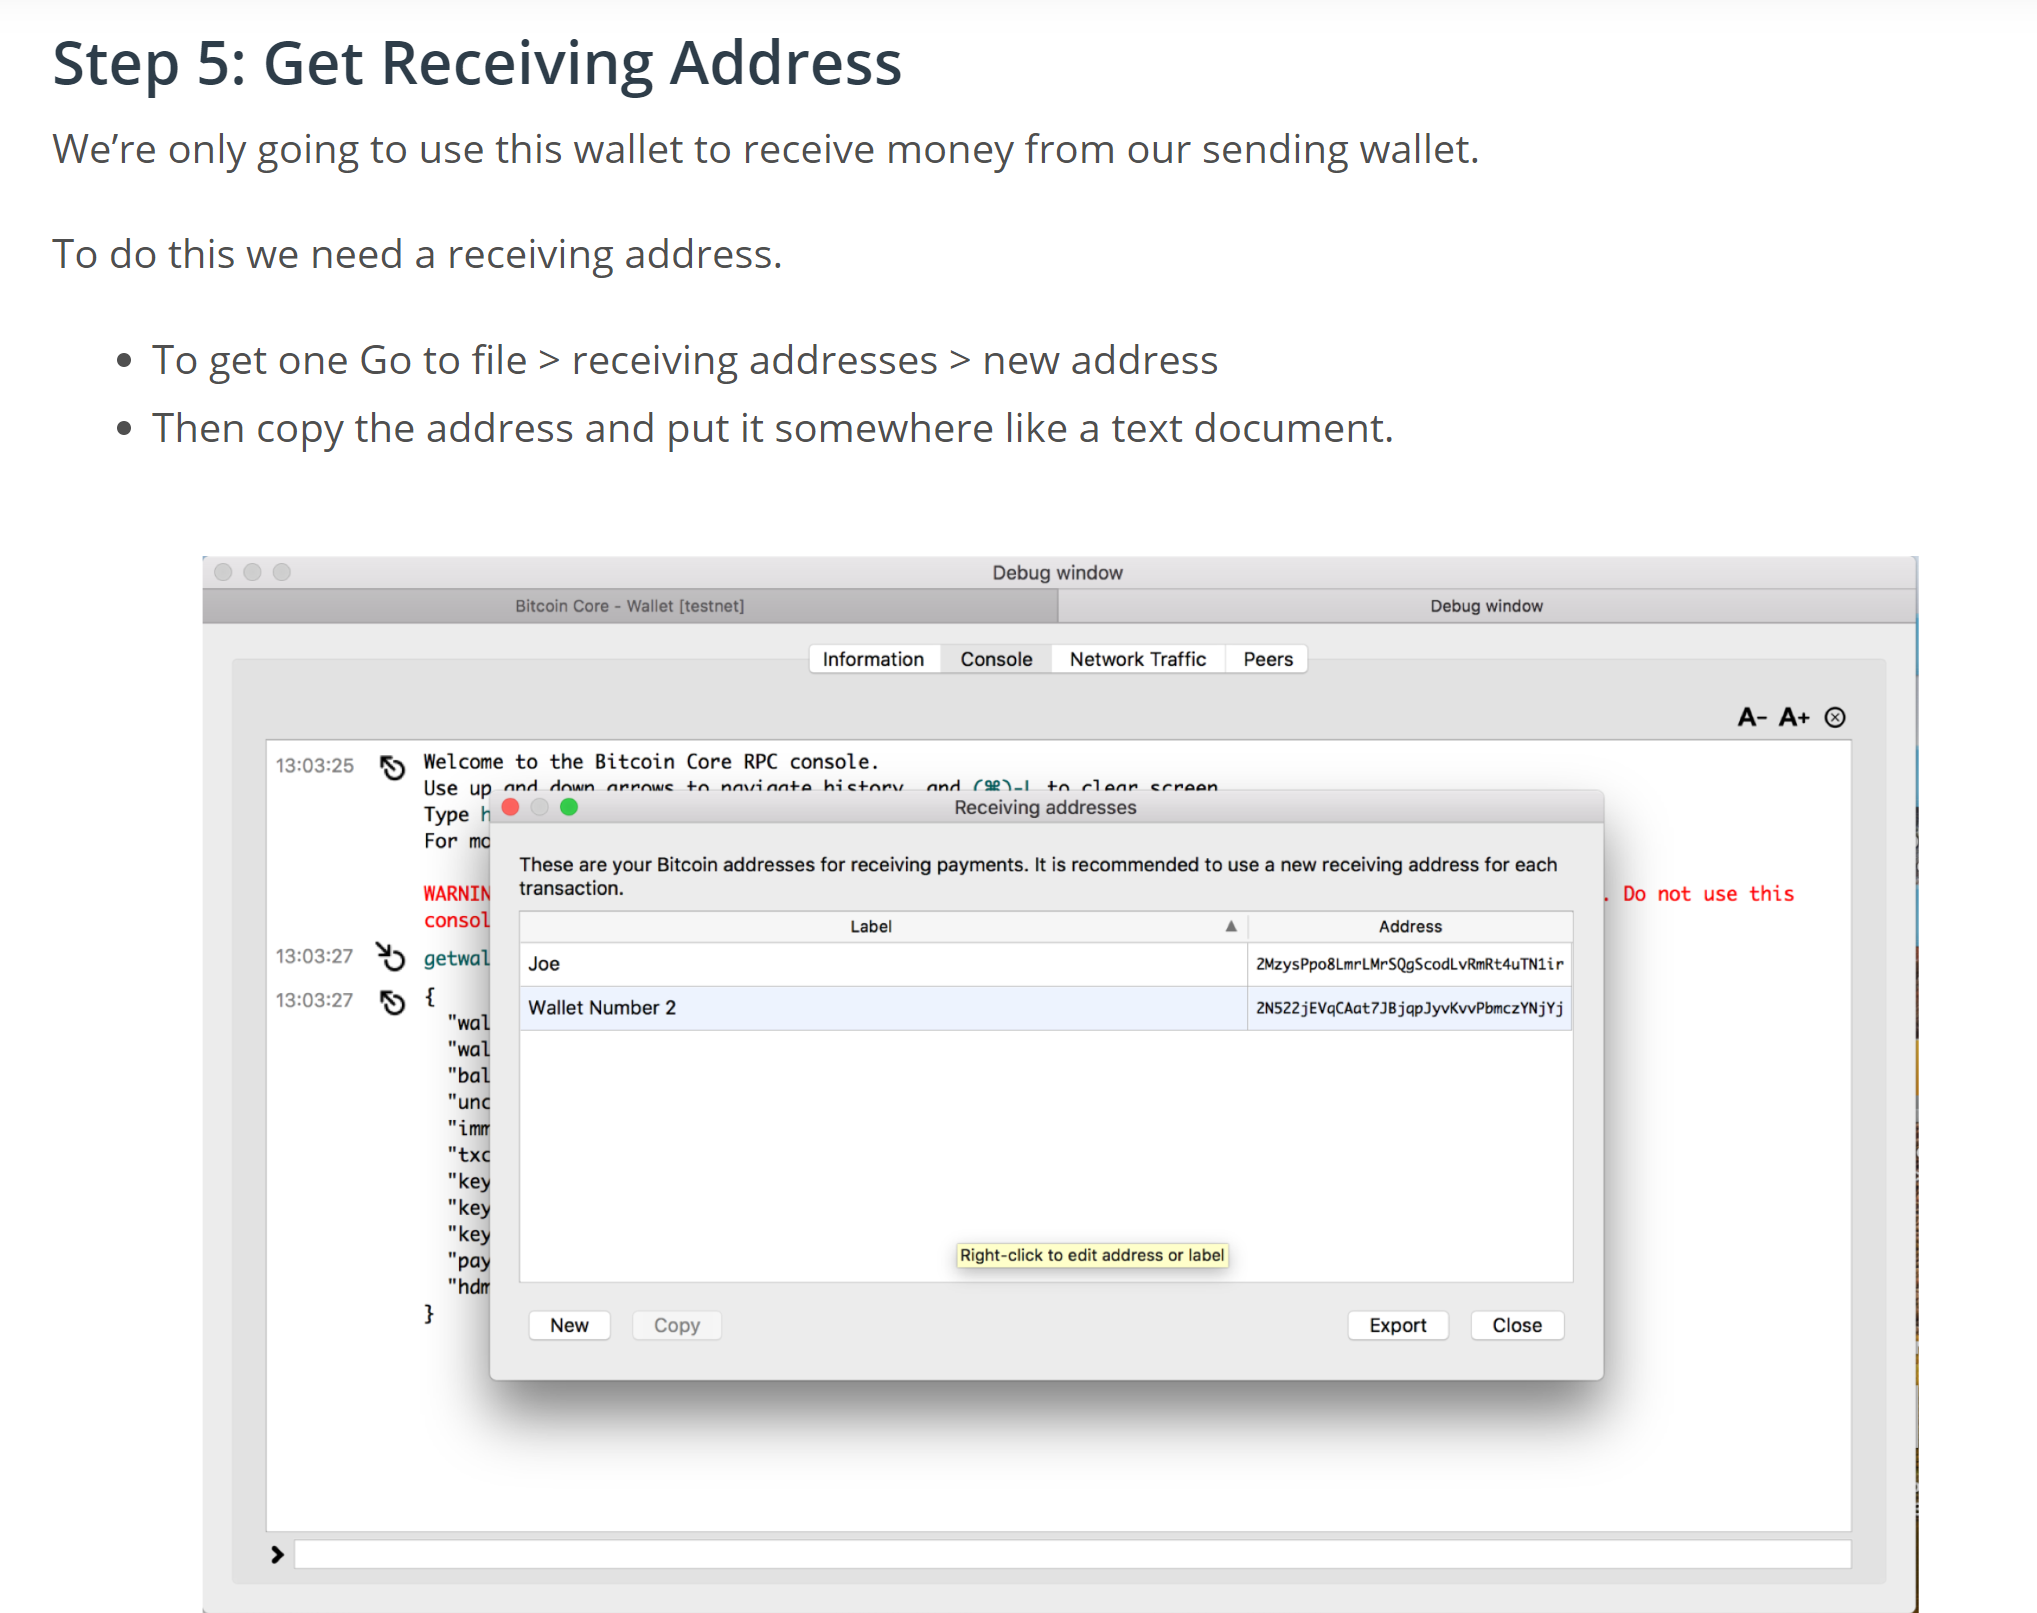 Step 5: Get Receiving Address
We’re only going to use this wallet to receive money from our sending wallet.
To do this we need a receiving address.
• To get one Go to file > receiving addresses > new address
• Then copy the address and put it somewhere like a text document.
Debug window
Bitcoin Core - Wallet [testnet]
Debug window
Information Console Network Traffic Peers
A- A+
13:03:25 Welcome to the Bitcoin Core RPC console.
Use up and down arrows to navigate history, and (⌘)-L to clear screen
Type h
For mo
WARNIN . Do not use this
consol
13:03:27 getwal
13:03:27 {
"wal
"wal
"bal
"unc
"imm
"txc
"key
"key
"key
"pay
"hdm
}
Receiving addresses
These are your Bitcoin addresses for receiving payments. It is recommended to use a new receiving address for each
transaction.
Label Address
Joe 2MzysPpo8LmrLMrSQgScodLvRmRt4uTN1ir
Wallet Number 2 2N522jEVqCAat7JBjqpJyvKvvPbmczYNjYj
Right-click to edit address or label
New Copy Export Close